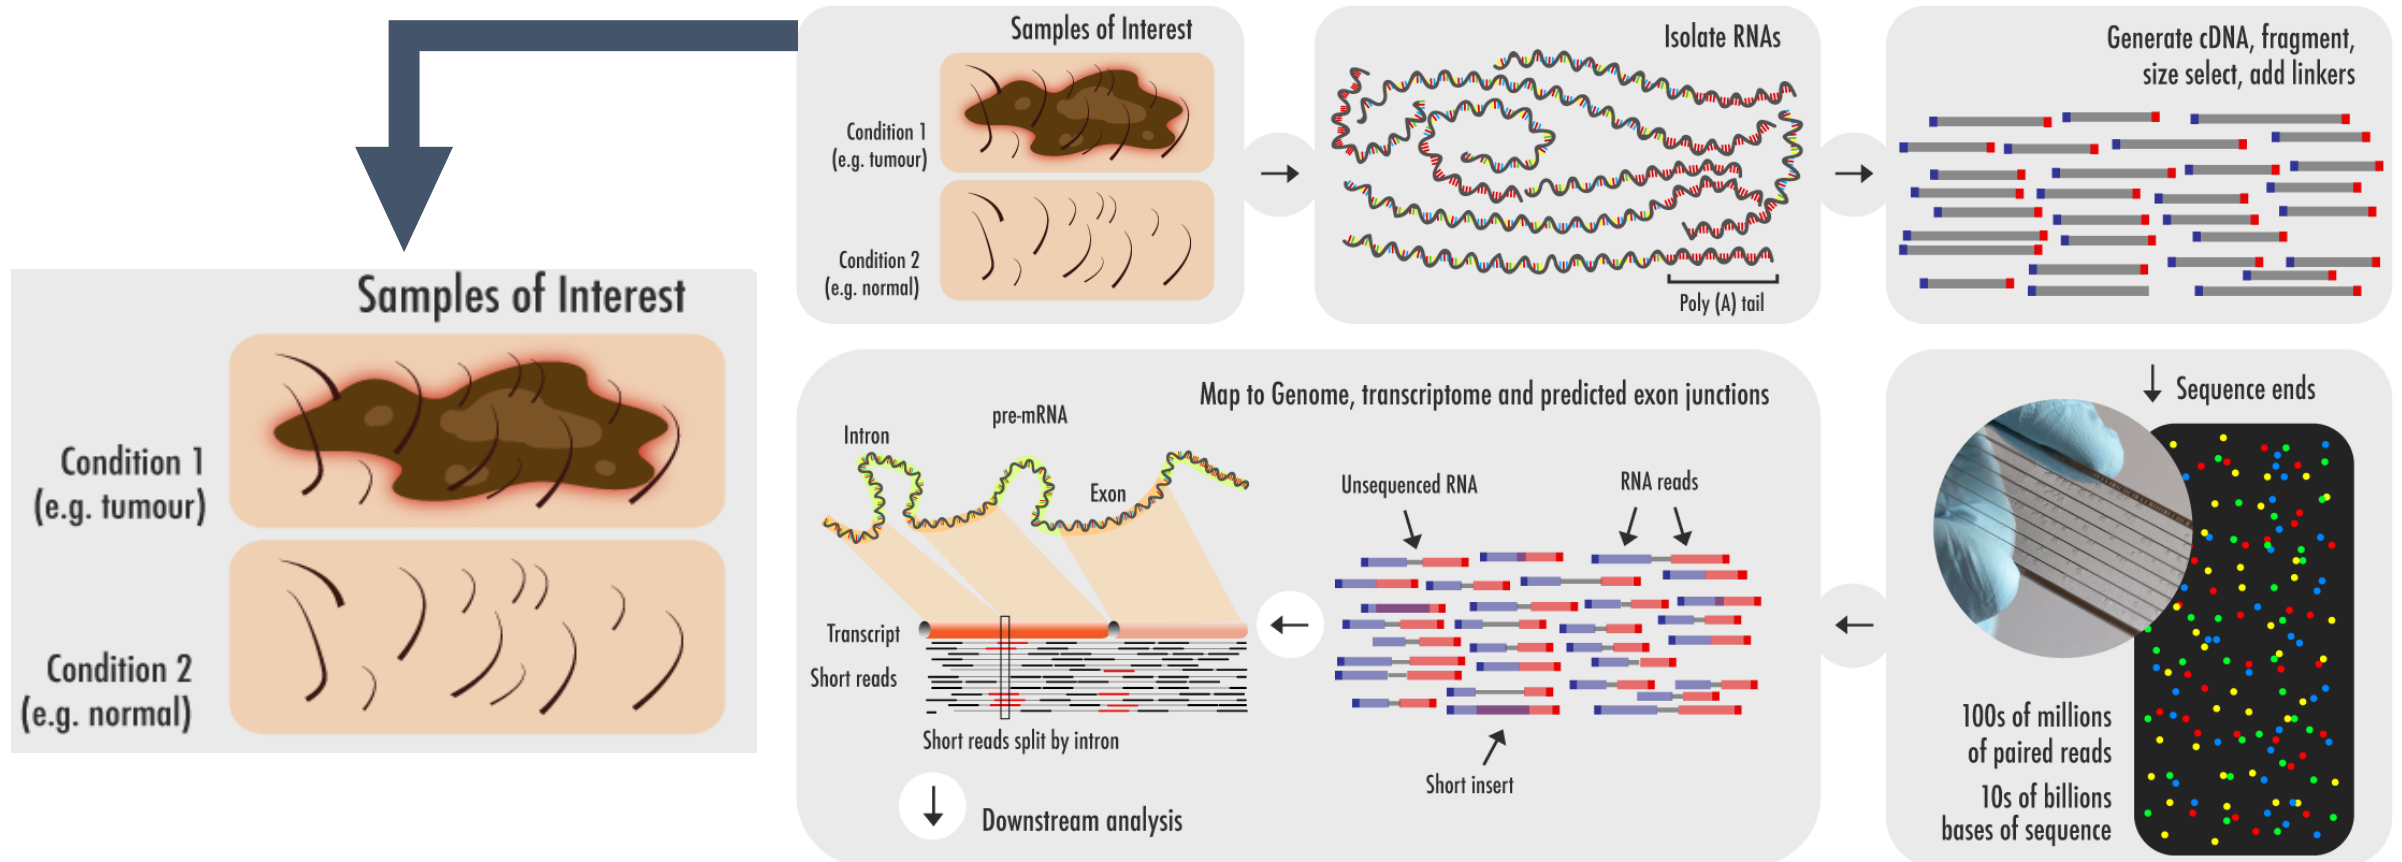 Samples of Interest
Condition 1
(e.g. tumour)
Condition 2
(e.g. normal)
Samples of Interest
Condition 1
(e.g. tumour)
Condition 2
(e.g. normal)
Isolate RNAs
Poly (A) tail
Generate cDNA, fragment,
size select, add linkers
Sequence ends
100s of millions
of paired reads
10s of billions
bases of sequence
Map to Genome, transcriptome and predicted exon junctions
Unsequenced RNA
RNA reads
Short insert
pre-mRNA
Intron
Exon
Transcript
Short reads
Short reads split by intron
Downstream analysis